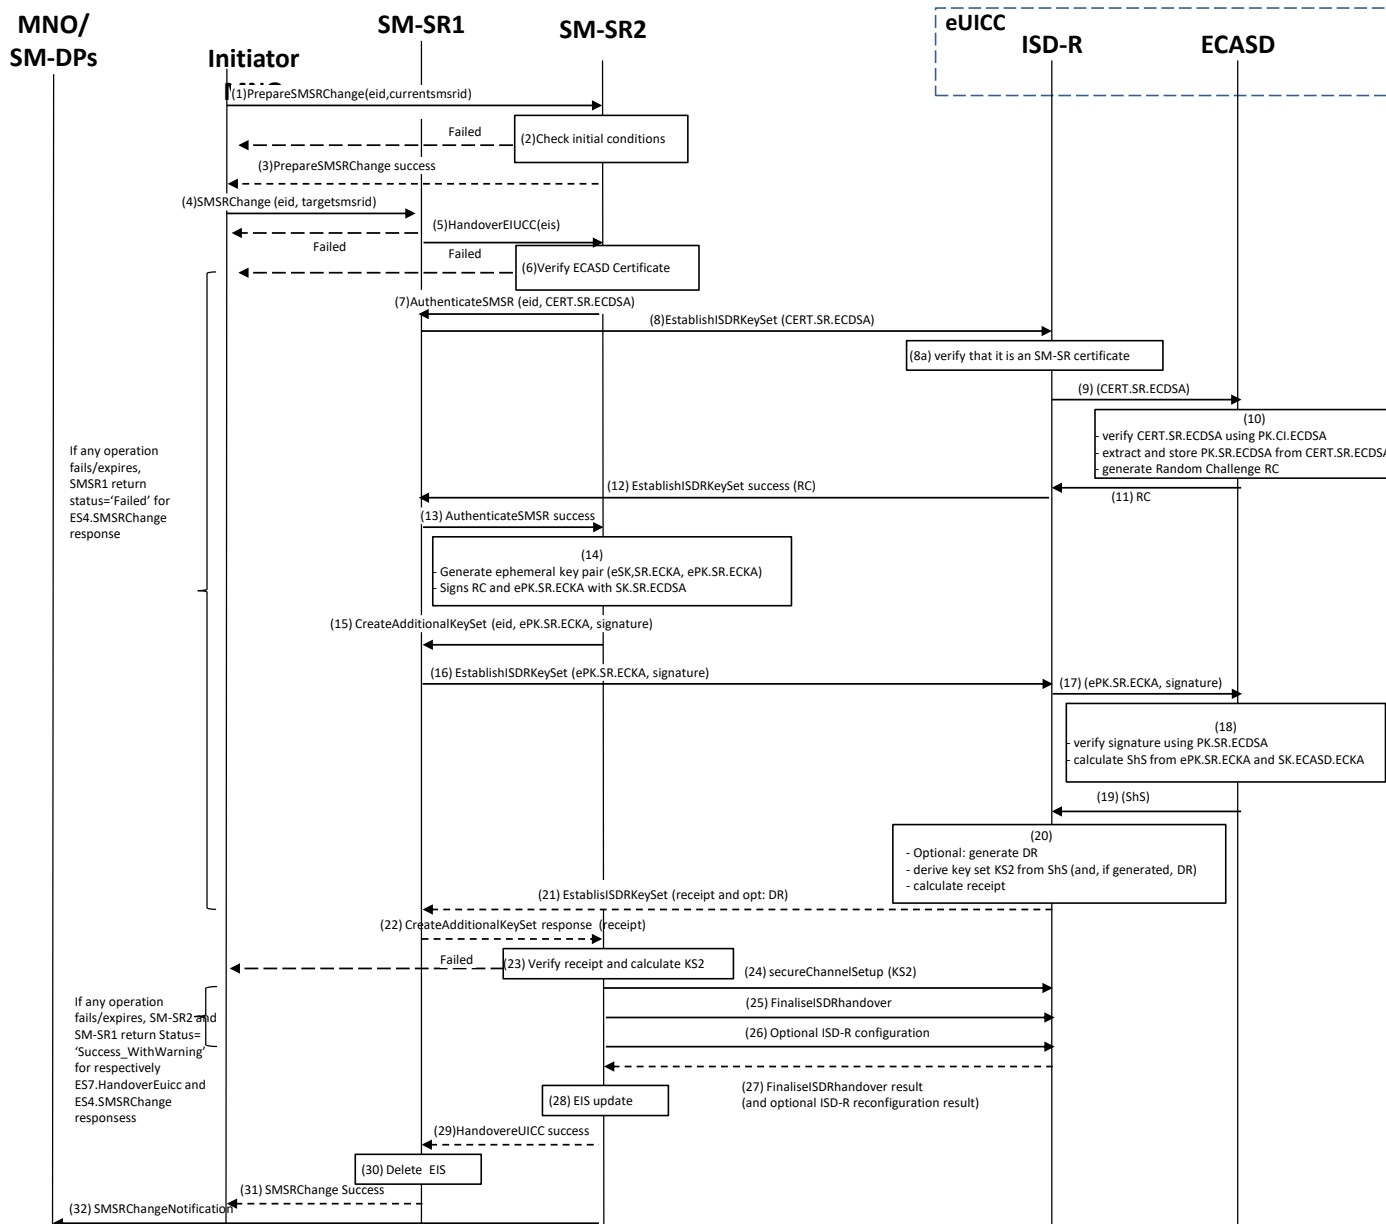 MNO/
SM-DPs
Initiator
MNO
SM-SR1
SM-SR2
eUICC
ISD-R
ECASD
(1)PrepareSMSRChange(eid,currentsmsrid)
(2)Check initial conditions
Failed
(3)PrepareSMSRChange success
(4)SMSRChange (eid, targetsmsrid)
(5)HandoverEIUCC(eis)
Failed
Failed
(6)Verify ECASD Certificate
(7)AuthenticateSMSR (eid, CERT.SR.ECDSA)
(8)EstablishISDRKeySet (CERT.SR.ECDSA)
(8a) verify that it is an SM-SR certificate
(9) (CERT.SR.ECDSA)
(10)
- verify CERT.SR.ECDSA using PK.CI.ECDSA
- extract and store PK.SR.ECDSA from CERT.SR.ECDSA
- generate Random Challenge RC
If any operation
fails/expires,
SMSR1 return
status=‘Failed’ for
ES4.SMSRChange
response
(11) RC
(12) EstablishISDRKeySet success (RC)
(13) AuthenticateSMSR success
(14)
- Generate ephemeral key pair (eSK,SR.ECKA, ePK.SR.ECKA)
- Signs RC and ePK.SR.ECKA with SK.SR.ECDSA
(15) CreateAdditionalKeySet (eid, ePK.SR.ECKA, signature)
(16) EstablishISDRKeySet (ePK.SR.ECKA, signature)
(17) (ePK.SR.ECKA, signature)
(18)
- verify signature using PK.SR.ECDSA
- calculate ShS from ePK.SR.ECKA and SK.ECASD.ECKA
(19) (ShS)
(20)
- Optional: generate DR
- derive key set KS2 from ShS (and, if generated, DR)
- calculate receipt
(21) EstablisISDRKeySet (receipt and opt: DR)
(22) CreateAdditionalKeySet response (receipt)
(23) Verify receipt and calculate KS2
Failed
(24) secureChannelSetup (KS2)
(25) FinaliseISDRhandover
(26) Optional ISD-R configuration
If any operation
fails/expires, SM-SR2 and
SM-SR1 return Status=
‘Success_WithWarning’
for respectively
ES7.HandoverEuicc and
ES4.SMSRChange
responsess
(27) FinaliseISDRhandover result
(and optional ISD-R reconfiguration result)
(28) EIS update
(29)HandovereUICC success
(30) Delete EIS
(31) SMSRChange Success
(32) SMSRChangeNotification